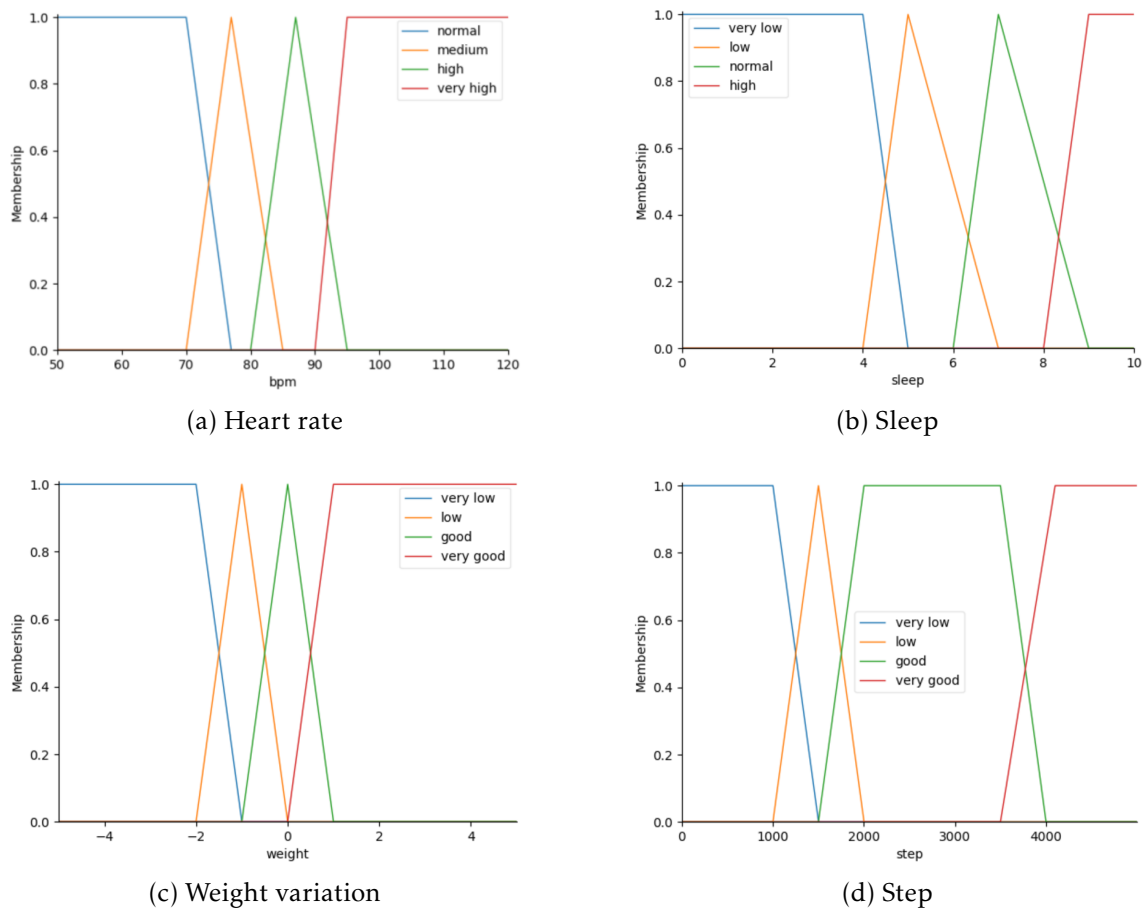 1.0
0.8
0.6
0.4
0.2
0.0
Membership
normal
medium
high
very high
50 60 70 80 90 100 110 120
bpm
(a) Heart rate
1.0
0.8
0.6
0.4
0.2
0.0
Membership
very low
low
normal
high
0 2 4 6 8 10
sleep
(b) Sleep
1.0
0.8
0.6
0.4
0.2
0.0
Membership
very low
low
good
very good
−4 −2 0 2 4
weight
(c) Weight variation
1.0
0.8
0.6
0.4
0.2
0.0
Membership
very low
low
good
very good
0 1000 2000 3000 4000
step
(d) Step